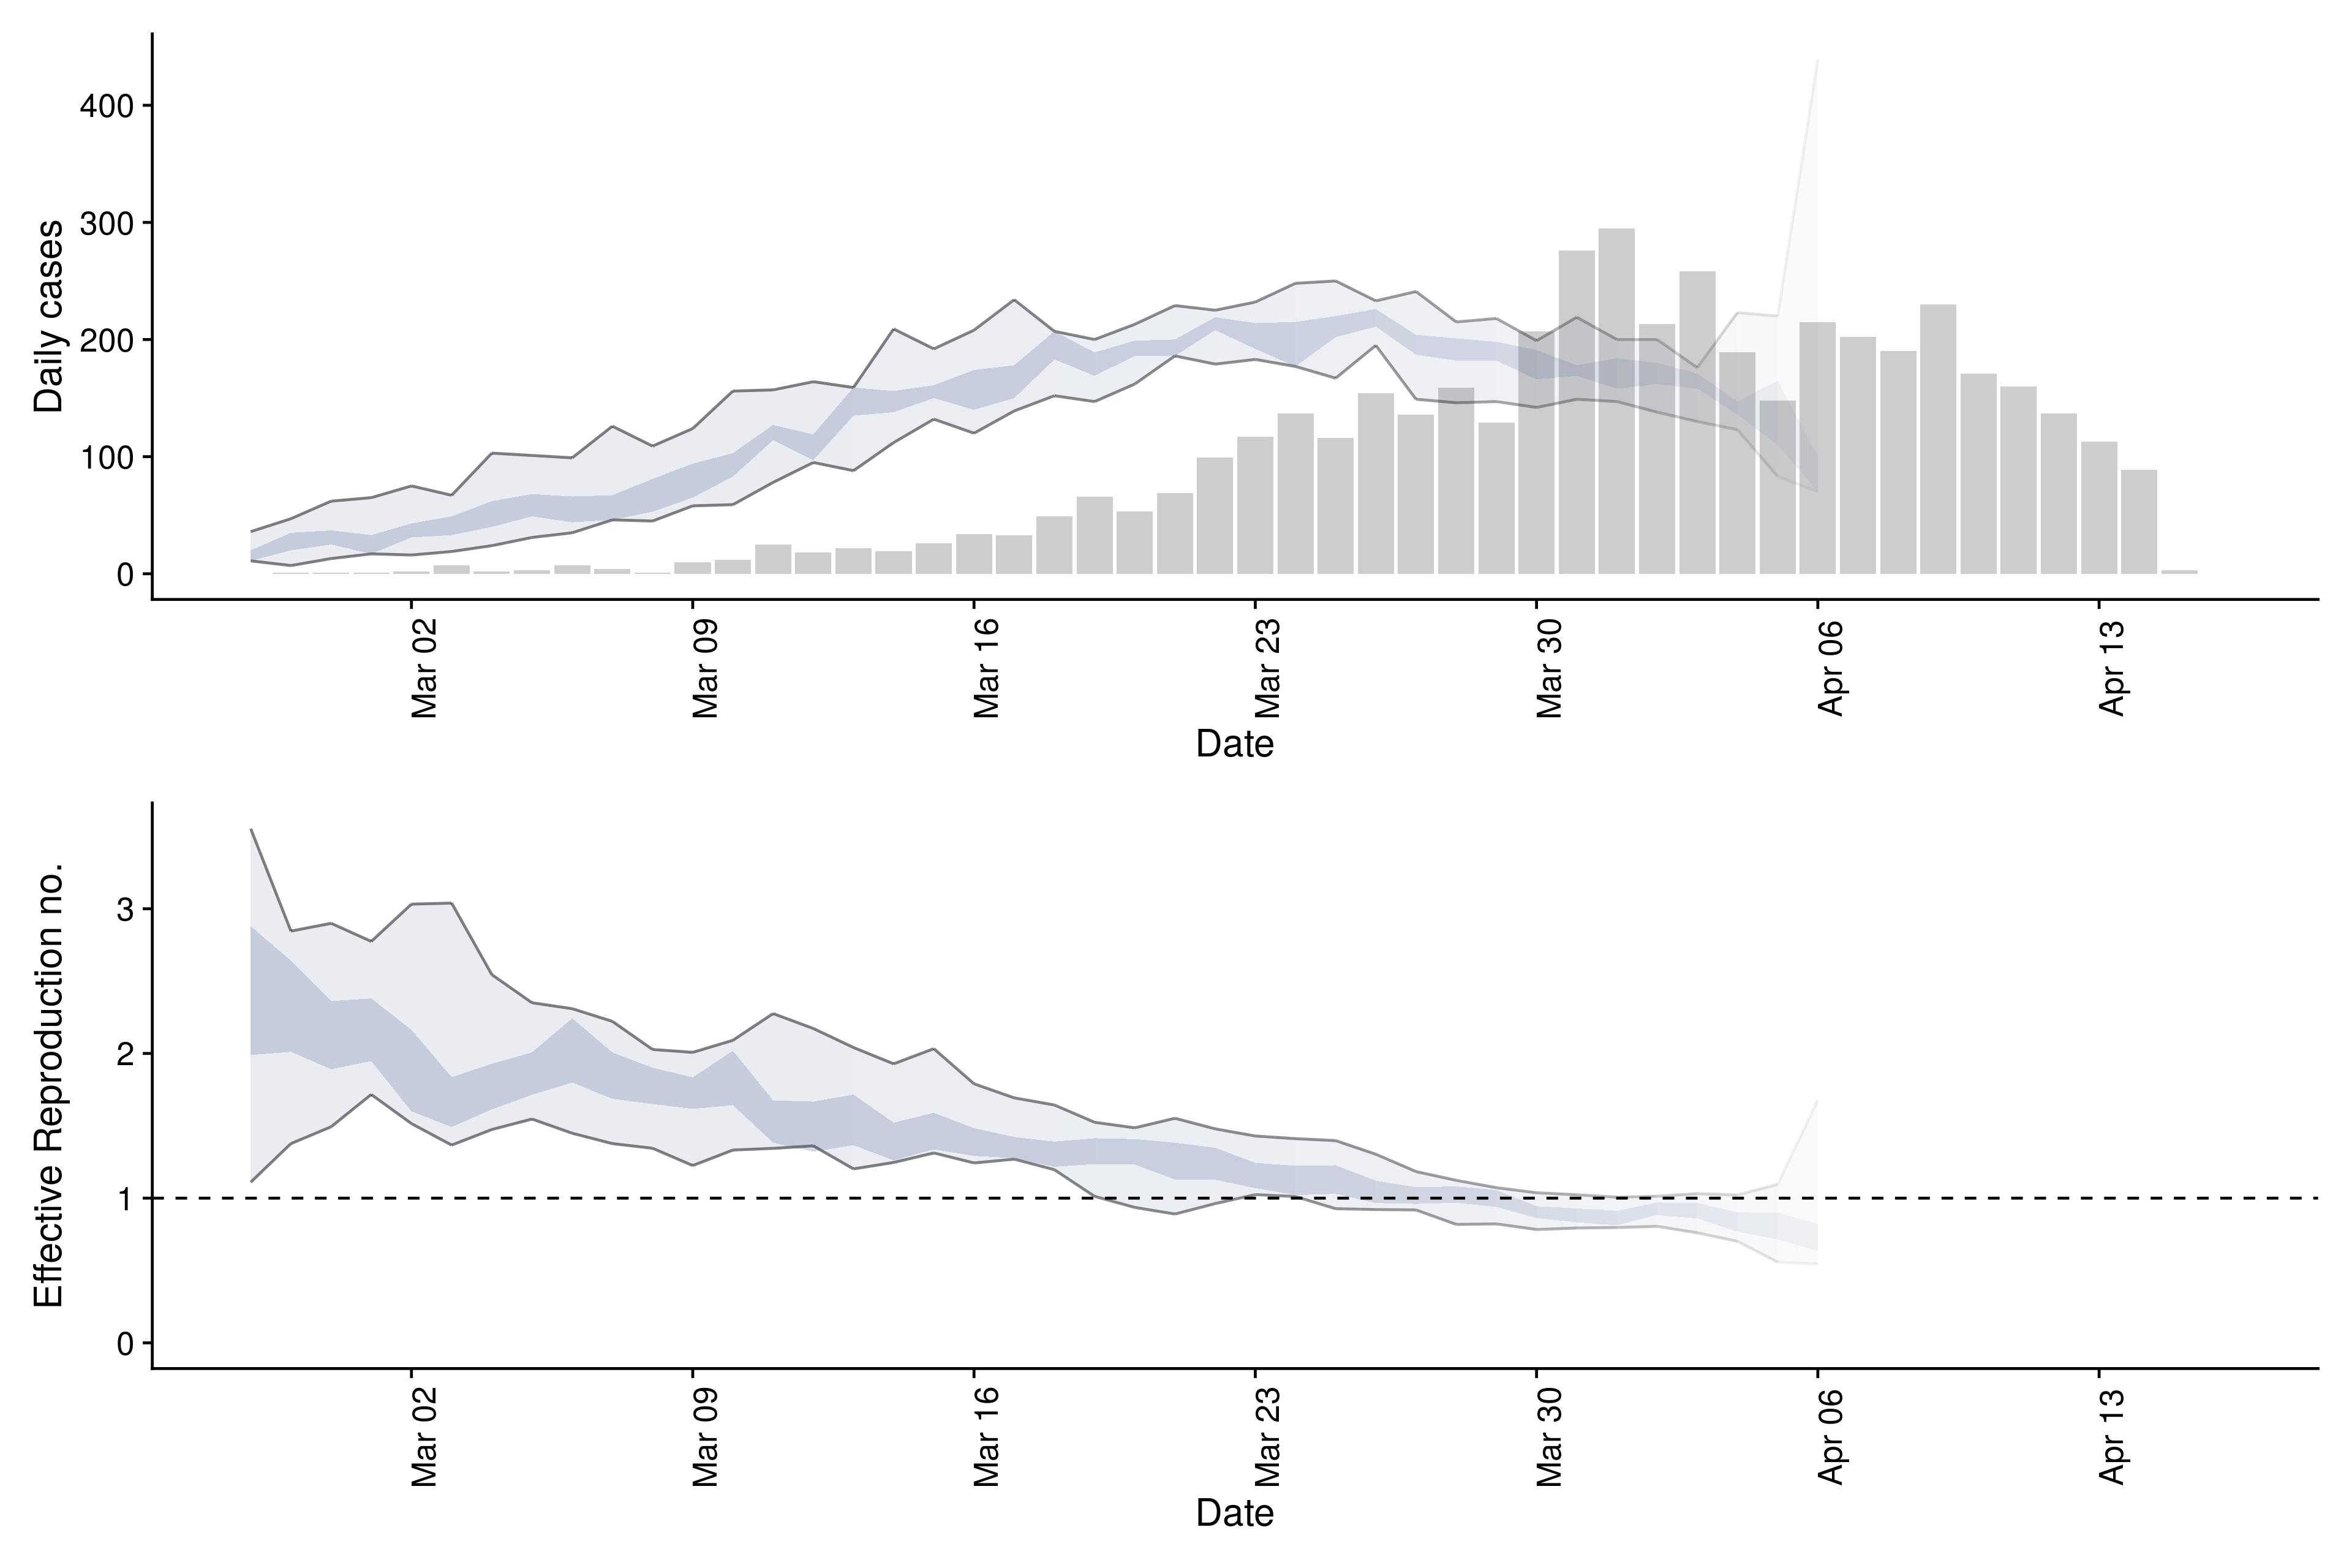 Daily cases
400
300
200
100
0
Mar 02
Mar 09
Mar 16
Mar 23
Mar 30
Apr 06
Apr 13
Date
Effective Reproduction no.
3
2
1
0
Mar 02
Mar 09
Mar 16
Mar 23
Mar 30
Apr 06
Apr 13
Date